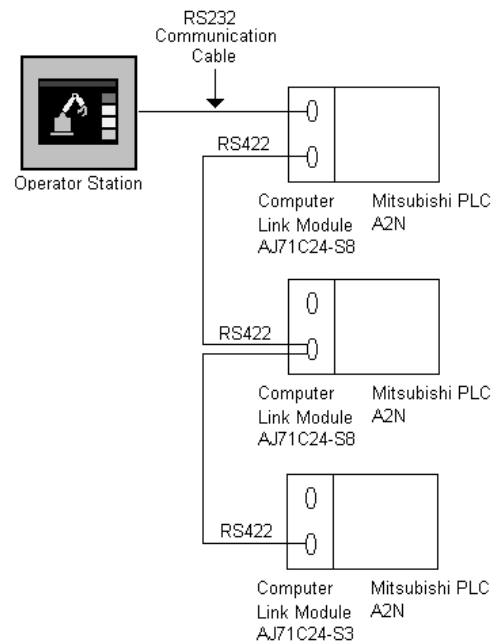 RS232
Communication
Cable
Operator Station
RS422
Computer
Link Module
AJ71C24-S8
Mitsubishi PLC
A2N
RS422
Computer
Link Module
AJ71C24-S8
Mitsubishi PLC
A2N
RS422
Computer
Link Module
AJ71C24-S3
Mitsubishi PLC
A2N